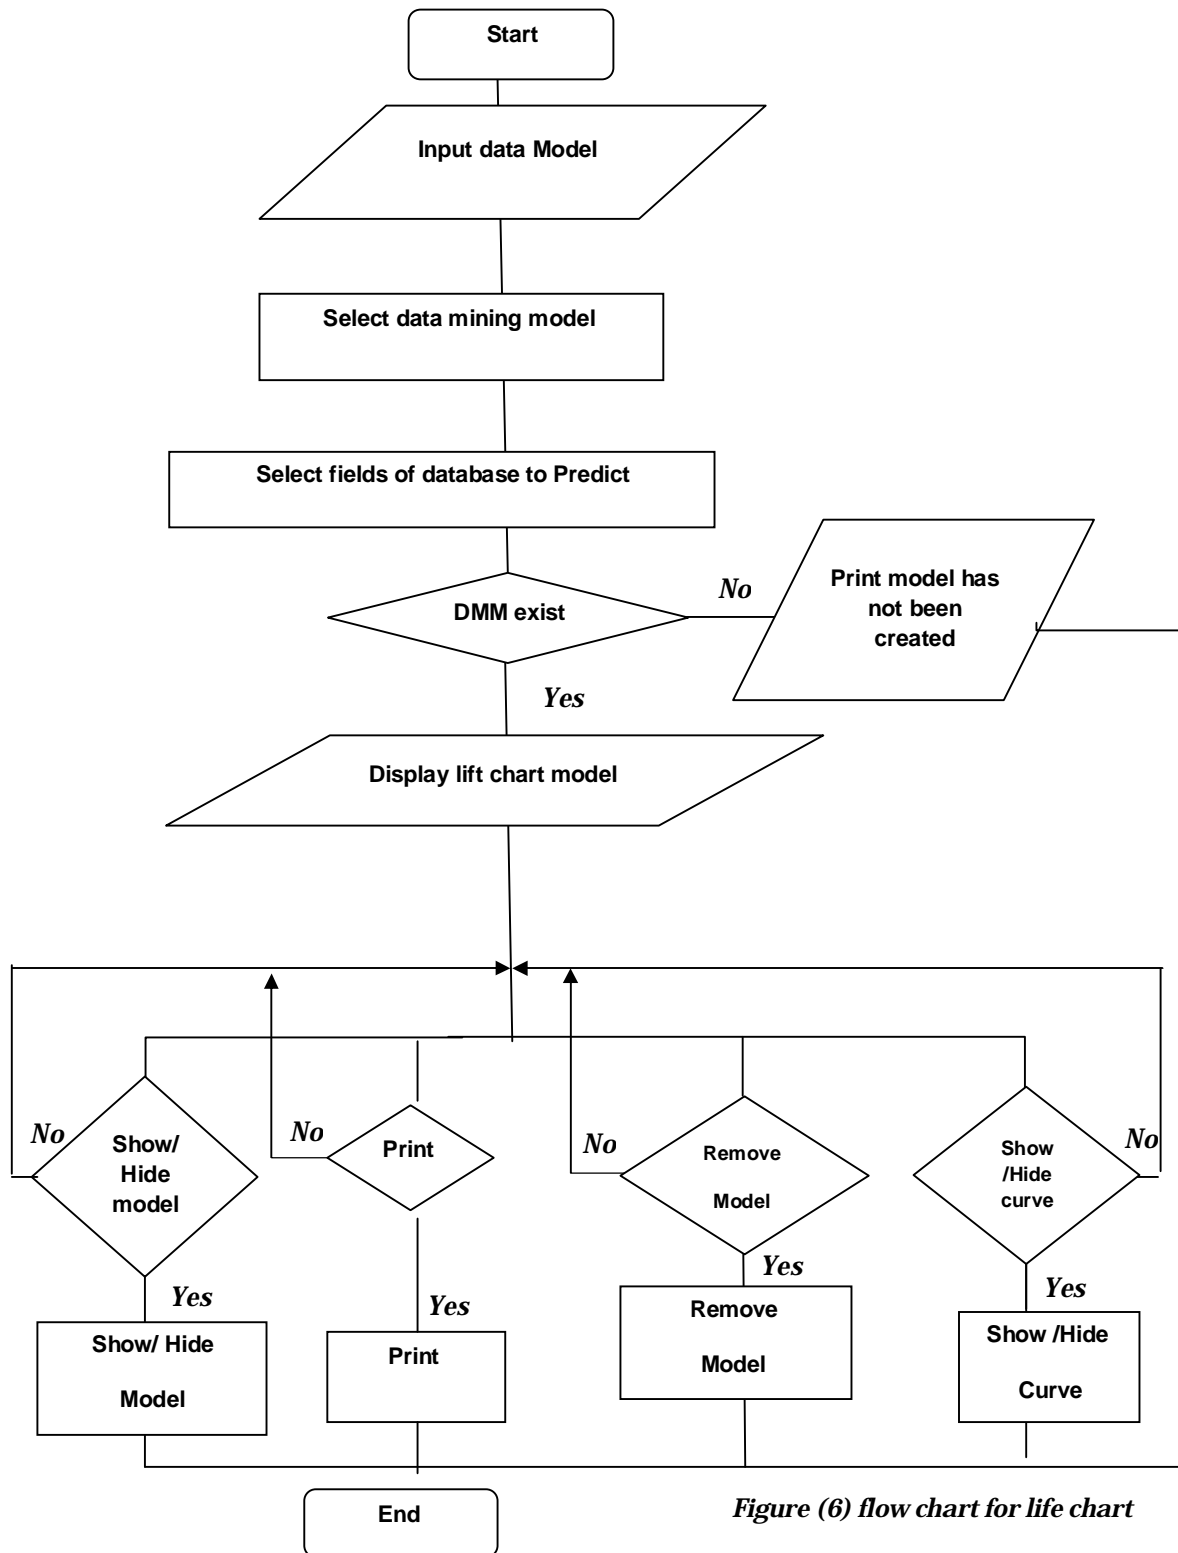 Start
Input data Model
Select data mining model
Select fields of database to Predict
DMM exist
No
Print model has
not been
created
Yes
Display lift chart model
No
Show/
Hide
model
No
Print
No
Remove
Model
Show
/Hide
curve
No
Yes
Yes
Yes
Yes
Show/ Hide
Model
Print
Remove
Model
Show /Hide
Curve
End
Figure (6) flow chart for life chart